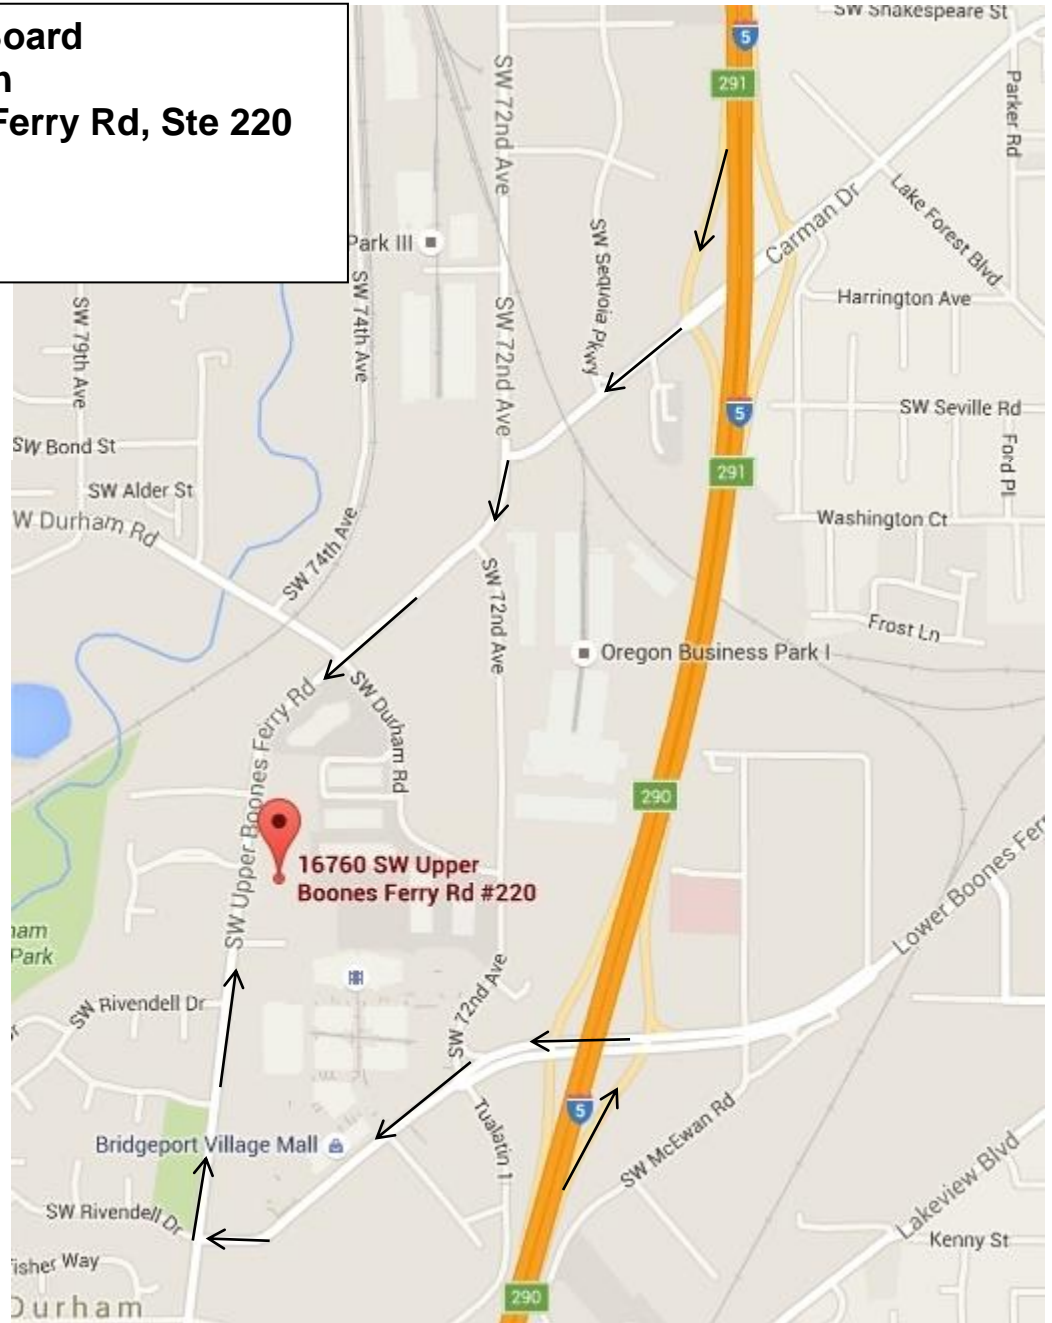 oard
n
Ferry Rd, Ste 220
SW Shakespeare St
5
291
SW 72nd Ave
Parker Rd
Carman Dr
Lake Forest Blvd
Park III
SW Sequoia Pkwy
SW 74th Ave
SW 79th Ave
SW 72nd Ave
Harrington Ave
5
SW Seville Rd
SW Bond St
Ford Pl
291
SW Alder St
W Durham Rd
Washington Ct
SW 74th Ave
SW 72nd Ave
Frost Ln
Oregon Business Park I
SW Durham Rd
SW Upper Boones Ferry Rd
290
16760 SW Upper
Boones Ferry Rd #220
Lower Boones Fer
am
Park
SW 72nd Ave
SW Rivendell Dr
5
Tualatin
SW McEwan Rd
Bridgeport Village Mall
SW Rivendell Dr
Lakeview Blvd
Kenny St
isher Way
290
Durham